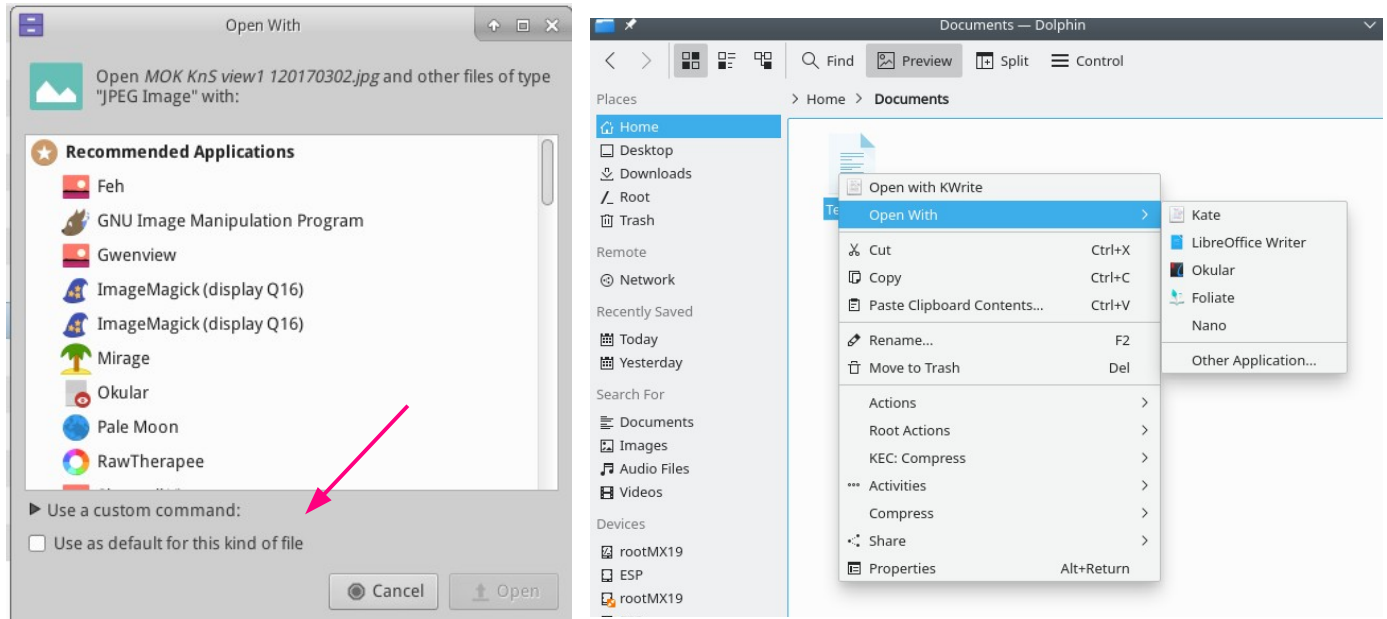 Open With
Open MOK KnS view1 120170302.jpg and other files of type
"JPEG Image" with:
Recommended Applications
Feh
GNU Image Manipulation Program
Gwenview
ImageMagick (display Q16)
ImageMagick (display Q16)
Mirage
Okular
Pale Moon
RawTherapee
Use a custom command:
Use as default for this kind of file
Cancel
Open
Documents — Dolphin
Find
Preview
Split
Control
Places
Home
Desktop
Downloads
Root
Trash
Remote
Network
Recently Saved
Today
Yesterday
Search For
Documents
Images
Audio Files
Videos
Devices
rootMX19
ESP
rootMX19
> Home > Documents
Te
Open with KWrite
Open With
Cut Ctrl+X
Copy Ctrl+C
Paste Clipboard Contents... Ctrl+V
Rename... F2
Move to Trash Del
Actions
Root Actions
KEC: Compress
Activities
Compress
Share
Properties Alt+Return
Kate
LibreOffice Writer
Okular
Foliate
Nano
Other Application...